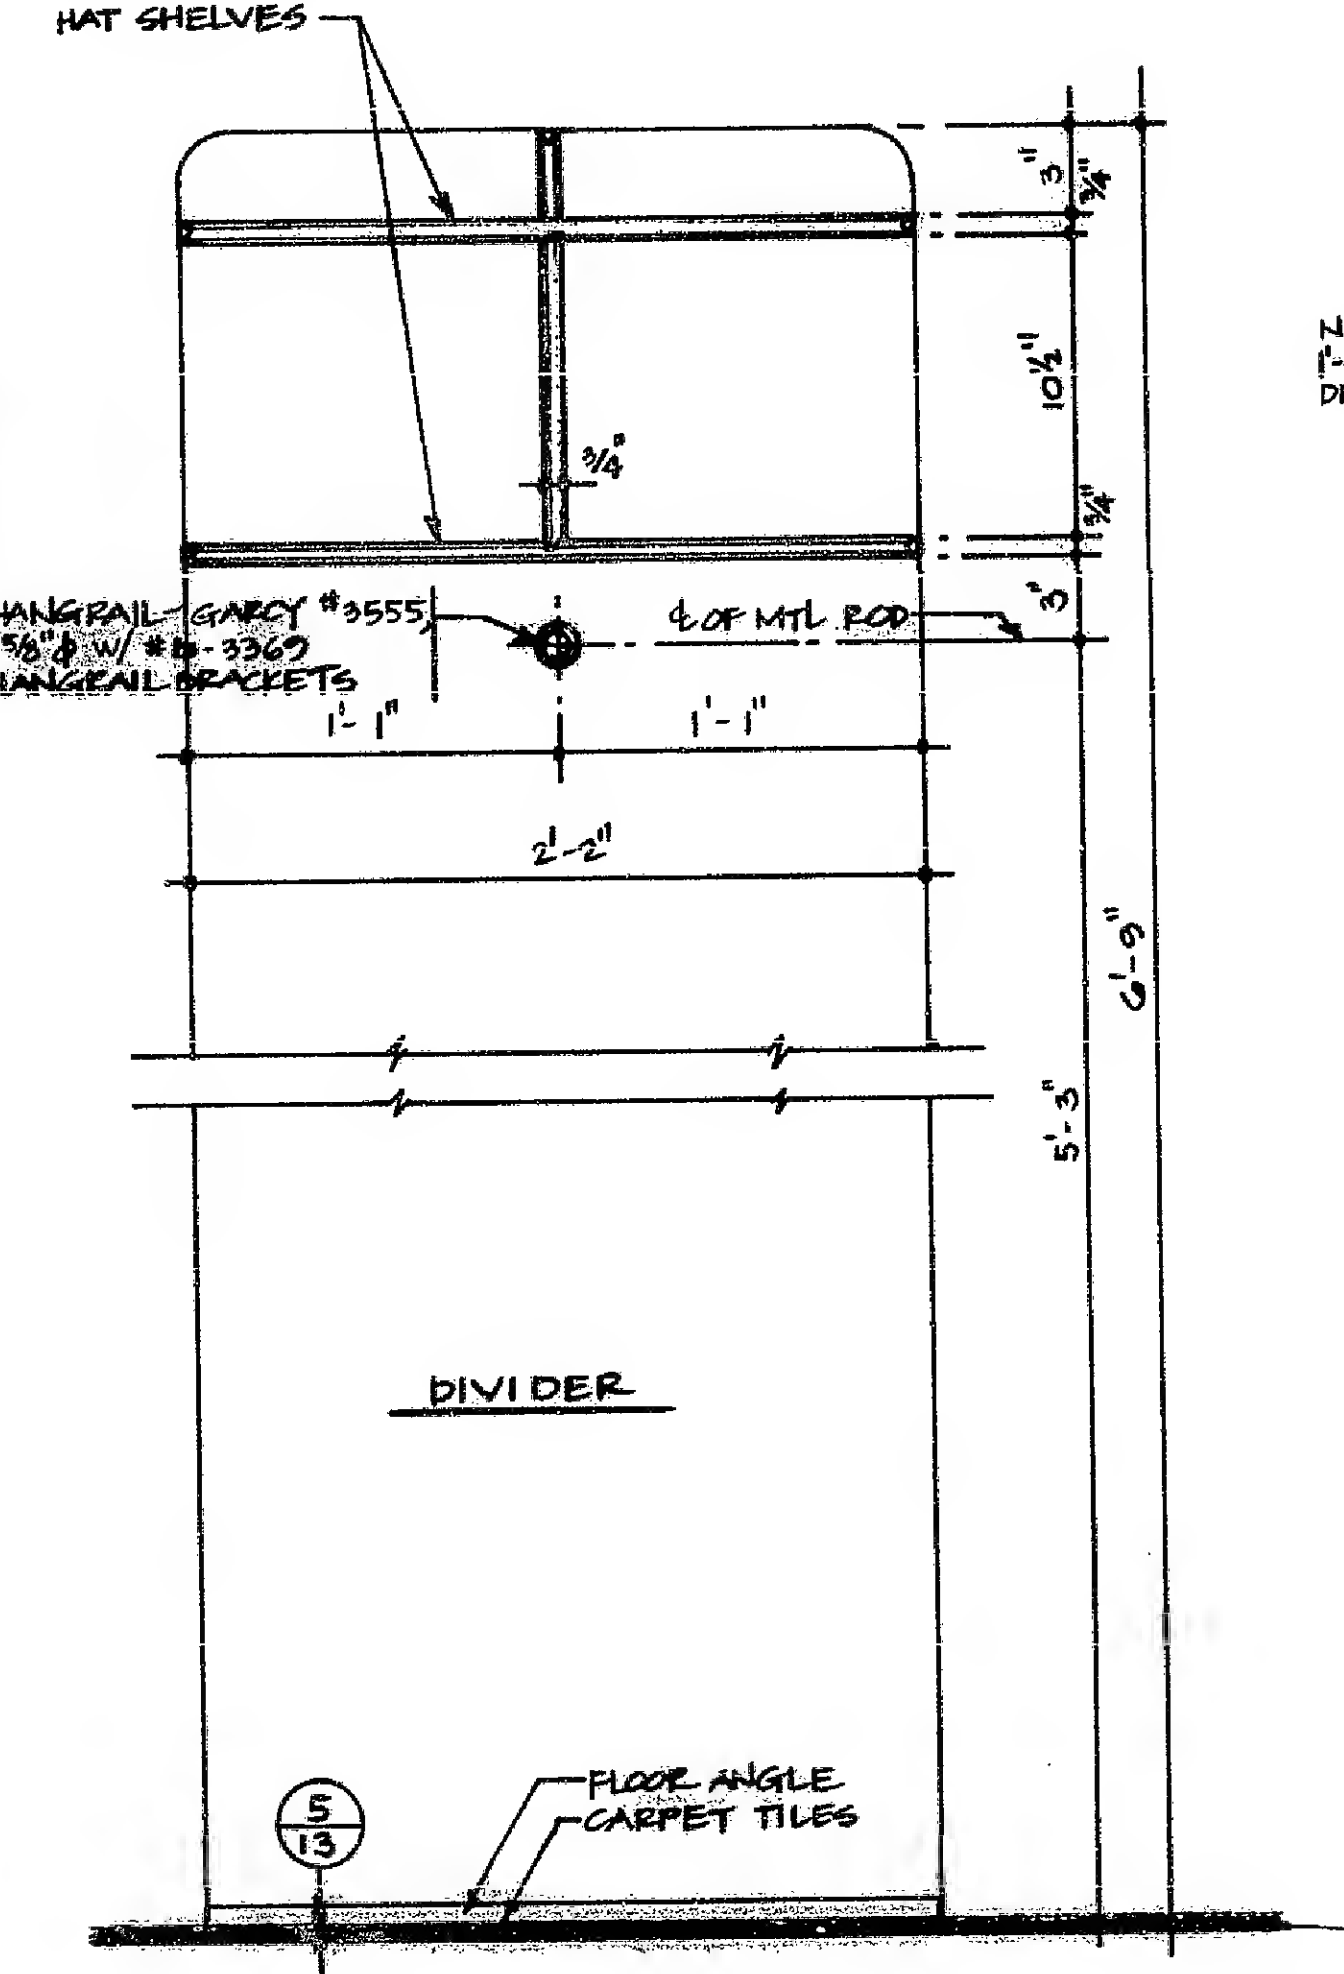 HAT SHELVES
3"
3/4"
10 1/2"
3/4"
3/4"
3"
HANGRAIL - GARCY #3555,
5/8" ϕ W/ # - 3369
HANGRAIL BRACKETS
℄ OF MTL. ROD
1'-1"
1'-1"
2'-2"
6'-9"
5'-3"
DIVIDER
FLOOR ANGLE
CARPET TILES
5
13